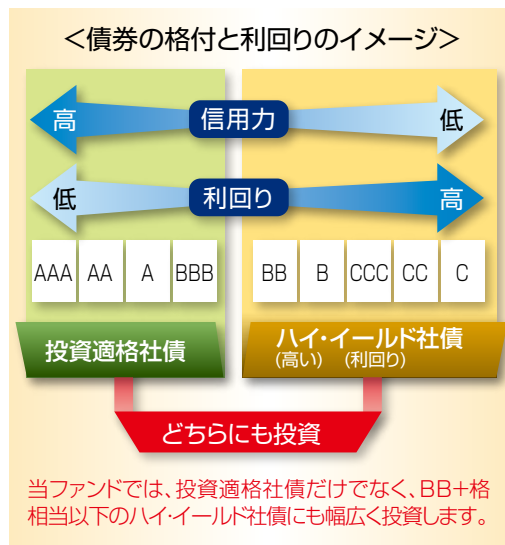 <債券の格付と利回りのイメージ>
高 信用力 低
低 利回り 高
AAA AA A BBB BB B CCC CC C
投資適格社債 ハイ・イールド社債
(高い) (利回り)
どちらにも投資
当ファンドでは、投資適格社債だけでなく、BB+格
相当以下のハイ・イールド社債にも幅広く投資します。